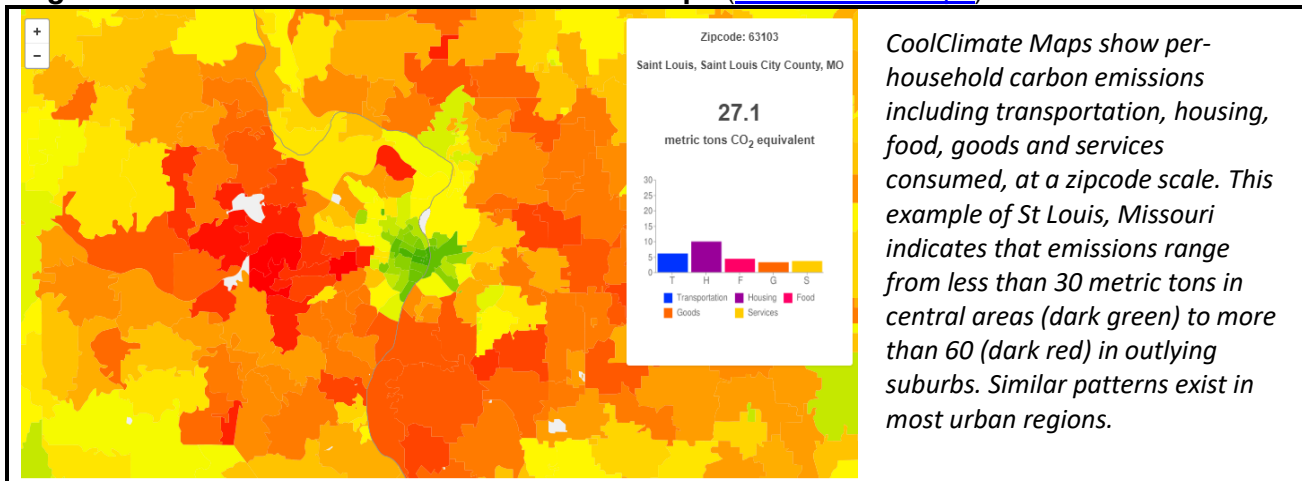 +
−
Zipcode: 63103
Saint Louis, Saint Louis City County, MO
27.1
metric tons CO₂ equivalent
30
25
20
15
10
5
0
T H F G S
Transportation Housing Food
Goods Services
CoolClimate Maps show per-
household carbon emissions
including transportation, housing,
food, goods and services
consumed, at a zipcode scale. This
example of St Louis, Missouri
indicates that emissions range
from less than 30 metric tons in
central areas (dark green) to more
than 60 (dark red) in outlying
suburbs. Similar patterns exist in
most urban regions.